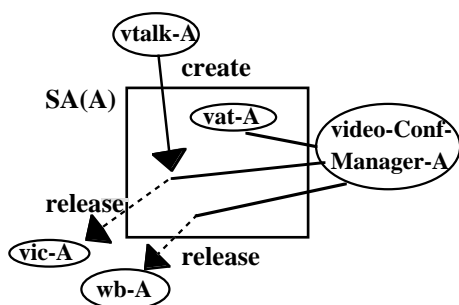 vtalk-A
create
SA(A)
vat-A
video-Conf-
Manager-A
release
vic-A
release
wb-A